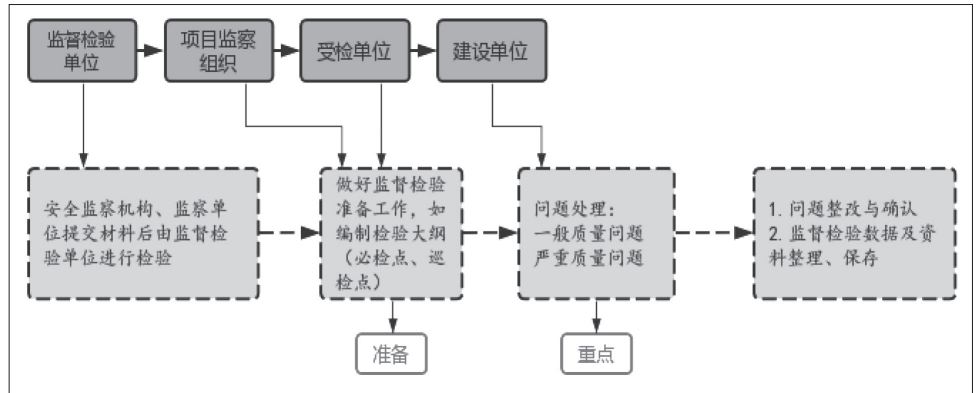 监督检验
单位
项目监察
组织
受检单位
建设单位
安全监察机构、监察单
位提交材料后由监督检
验单位进行检验
做好监督检验
准备工作，如
编制检验大纲
（必检点、巡
检点）
问题处理：
一般质量问题
严重质量问题
1. 问题整改与确认
2. 监督检验数据及资
料整理、保存
准备
重点